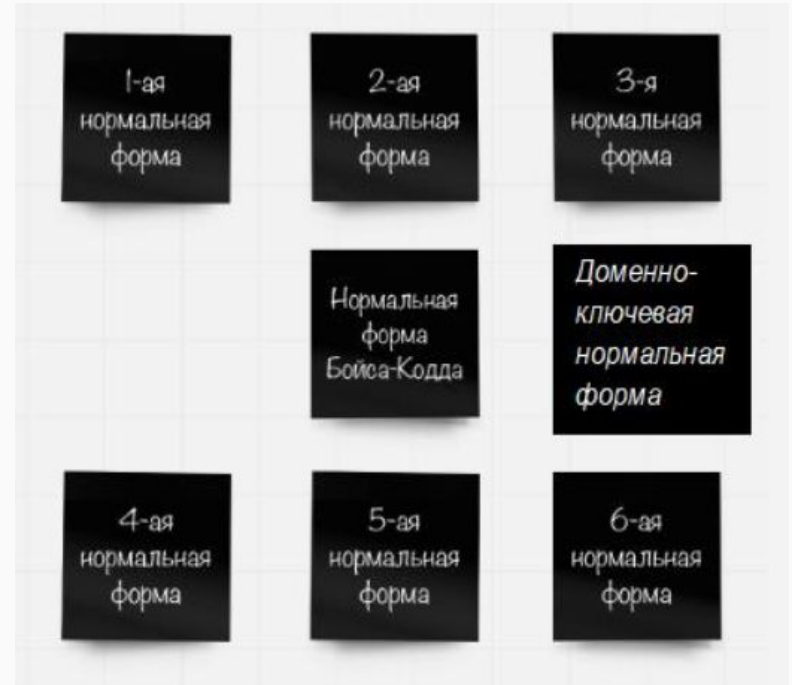 1-ая
нормальная
форма
2-ая
нормальная
форма
3-я
нормальная
форма
Нормальная
форма
Бойса-Кодда
Доменно-
ключевая
нормальная
форма
4-ая
нормальная
форма
5-ая
нормальная
форма
6-ая
нормальная
форма